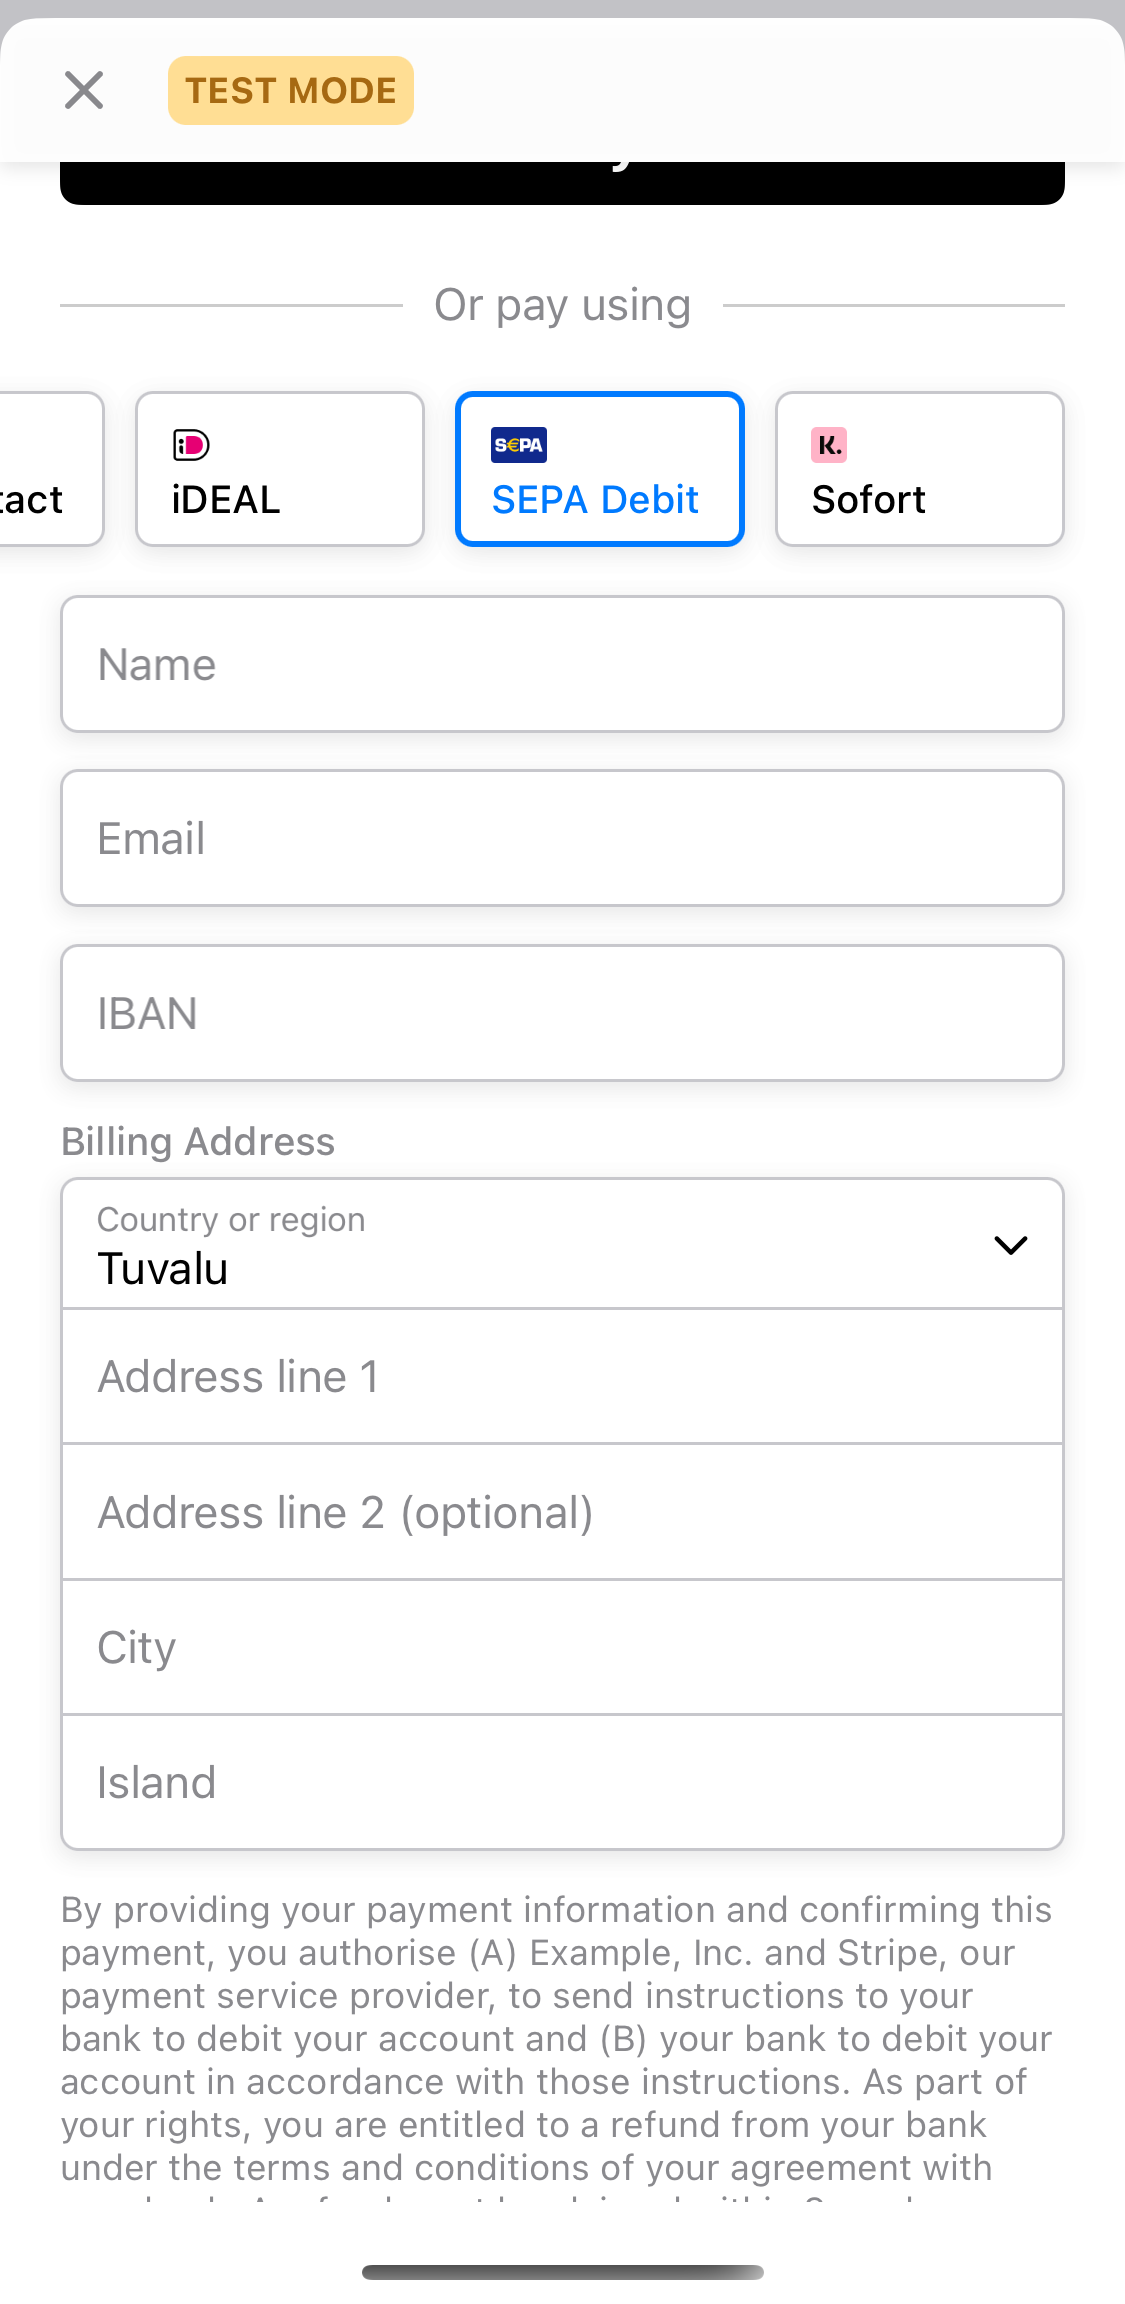 TEST MODE
Or pay using
tact
iD
iDEAL
S€PA
SEPA Debit
K.
Sofort
Name
Email
IBAN
Billing Address
Country or region
Tuvalu
Address line 1
Address line 2 (optional)
City
Island
By providing your payment information and confirming this
payment, you authorise (A) Example, Inc. and Stripe, our
payment service provider, to send instructions to your
bank to debit your account and (B) your bank to debit your
account in accordance with those instructions. As part of
your rights, you are entitled to a refund from your bank
under the terms and conditions of your agreement with